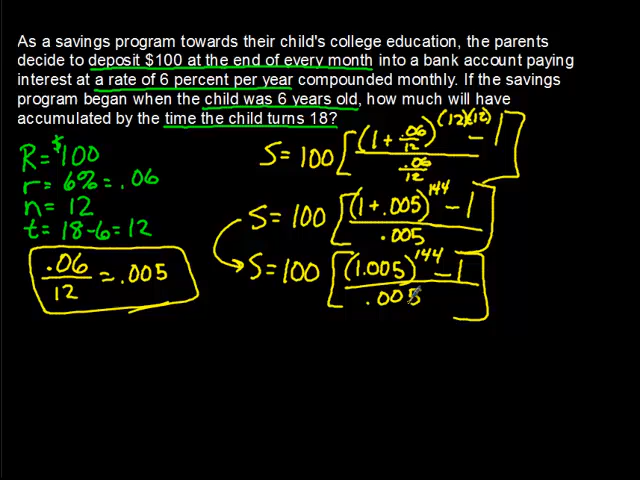 As a savings program towards their child's college education, the parents
decide to deposit $100 at the end of every month into a bank account paying
interest at a rate of 6 percent per year compounded monthly. If the savings
program began when the child was 6 years old, how much will have
accumulated by the time the child turns 18?
R = $100
r = 6% = .06
n = 12
t = 18-6 = 12
.06/12 = .005
S = 100 [((1 + .06/12)^(12)(12) - 1)/(.06/12)]
S = 100 [((1 + .005)^144 - 1)/.005]
S = 100 [((1.005)^144 - 1)/.005]